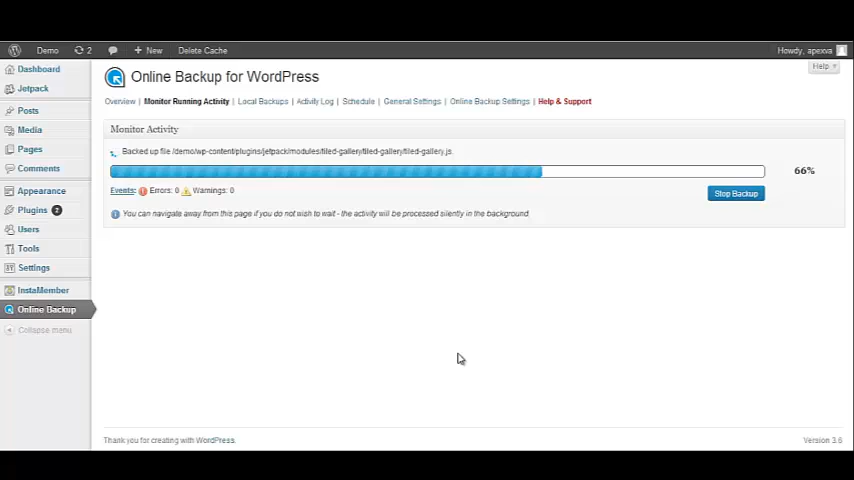 Demo 2 + New Delete Cache Howdy, apexva
Dashboard
Jetpack
Posts
Media
Pages
Comments
Appearance
Plugins 2
Users
Tools
Settings
InstaMember
Online Backup
Collapse menu
Help
Online Backup for WordPress
Overview | Monitor Running Activity | Local Backups | Activity Log | Schedule | General Settings | Online Backup Settings | Help & Support
Monitor Activity
Backed up file /demo/wp-content/plugins/jetpack/modules/tiled-gallery/tiled-gallery/tiled-gallery.js.
66%
Events: Errors: 0 Warnings: 0
Stop Backup
You can navigate away from this page if you do not wish to wait - the activity will be processed silently in the background.
Thank you for creating with WordPress. Version 3.6